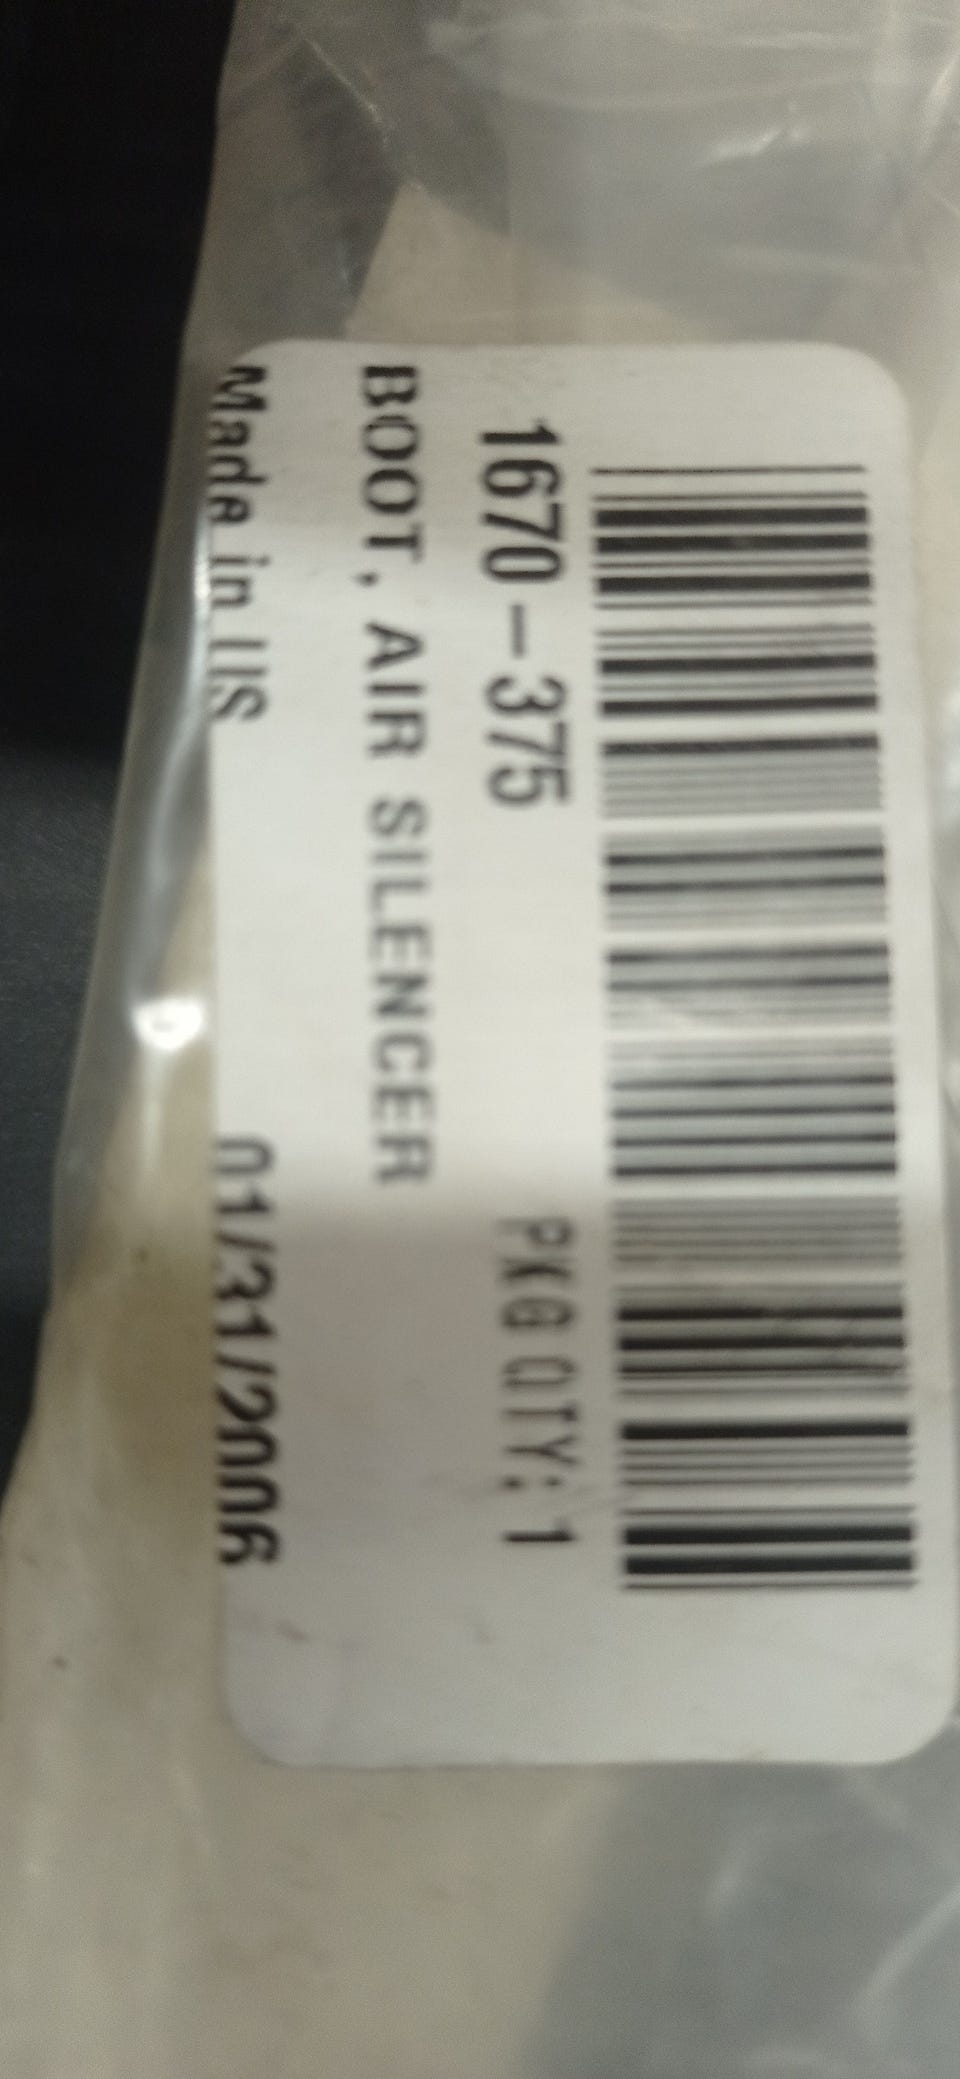 1670-375 PKG QTY: 1
BOOT, AIR SILENCER
Made in US 01/31/2006